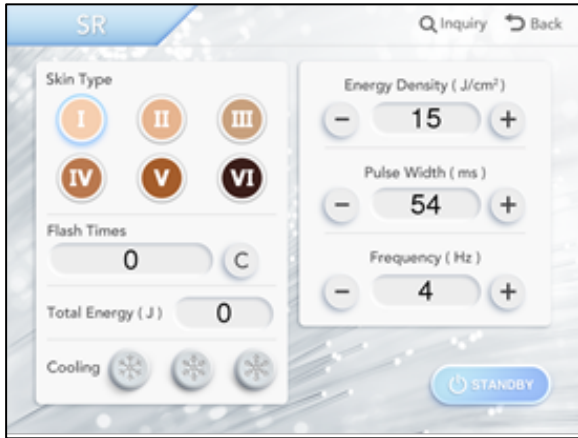 SR
Inquiry Back
Skin Type
I II III
IV V VI
Flash Times
0 C
Total Energy ( J ) 0
Cooling
Energy Density ( J/cm² )
− 15 +
Pulse Width ( ms )
− 54 +
Frequency ( Hz )
− 4 +
STANDBY